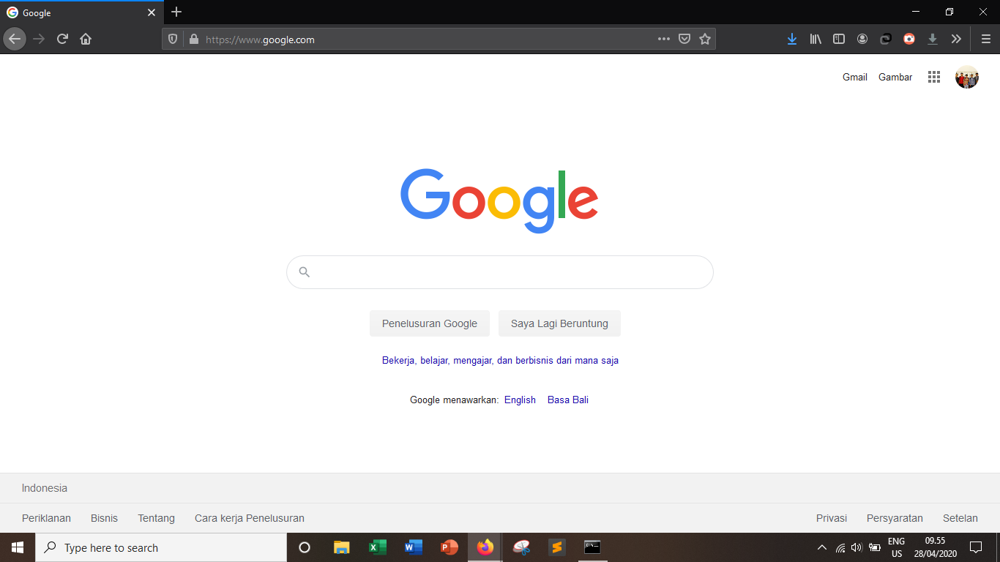 Google
https://www.google.com
Gmail Gambar
Google
Penelusuran Google Saya Lagi Beruntung
Bekerja, belajar, mengajar, dan berbisnis dari mana saja
Google menawarkan: English Basa Bali
Indonesia
Periklanan Bisnis Tentang Cara kerja Penelusuran Privasi Persyaratan Setelan
Type here to search
ENG
US
09.55
28/04/2020